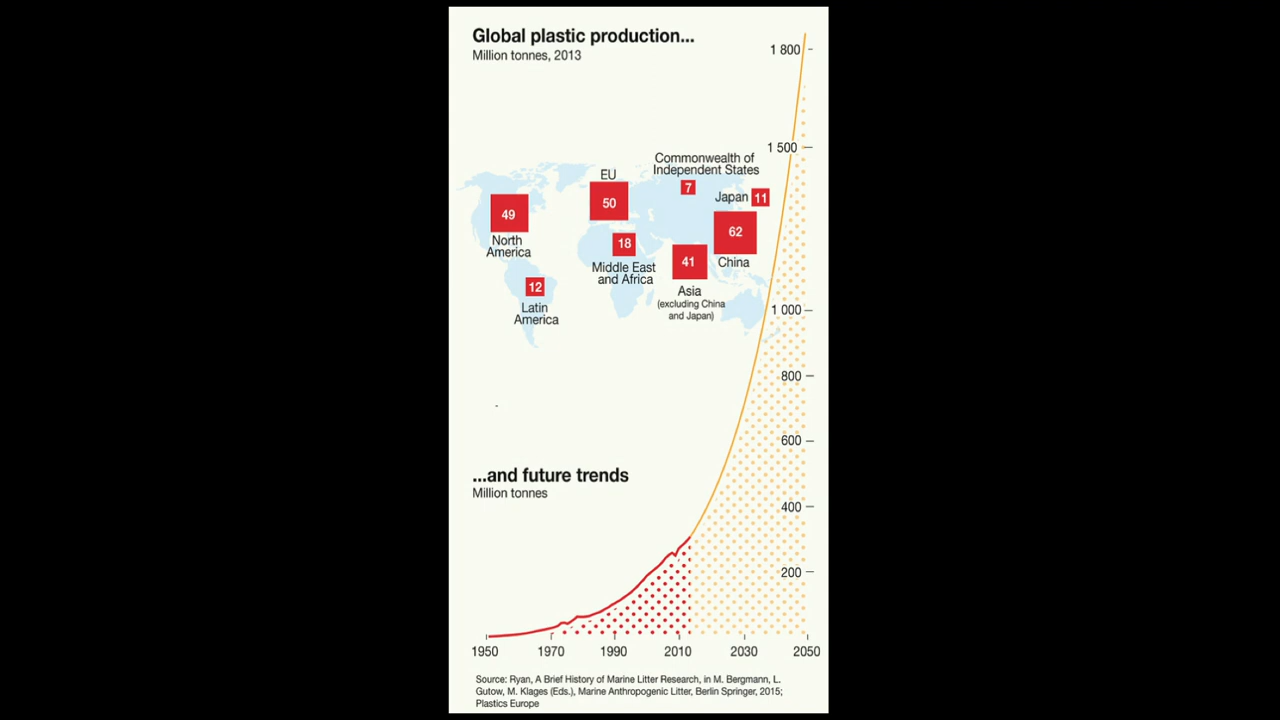 Global plastic production...
Million tonnes, 2013
1 800
1 500
Commonwealth of
Independent States
7
EU
50
Japan 11
49
North
America
18
Middle East
and Africa
62
China
41
Asia
(excluding China
and Japan)
12
Latin
America
1 000
800
600
...and future trends
Million tonnes
400
200
1950 1970 1990 2010 2030 2050
Source: Ryan, A Brief History of Marine Litter Research, in M. Bergmann, L.
Gutow, M. Klages (Eds.), Marine Anthropogenic Litter, Berlin Springer, 2015;
Plastics Europe